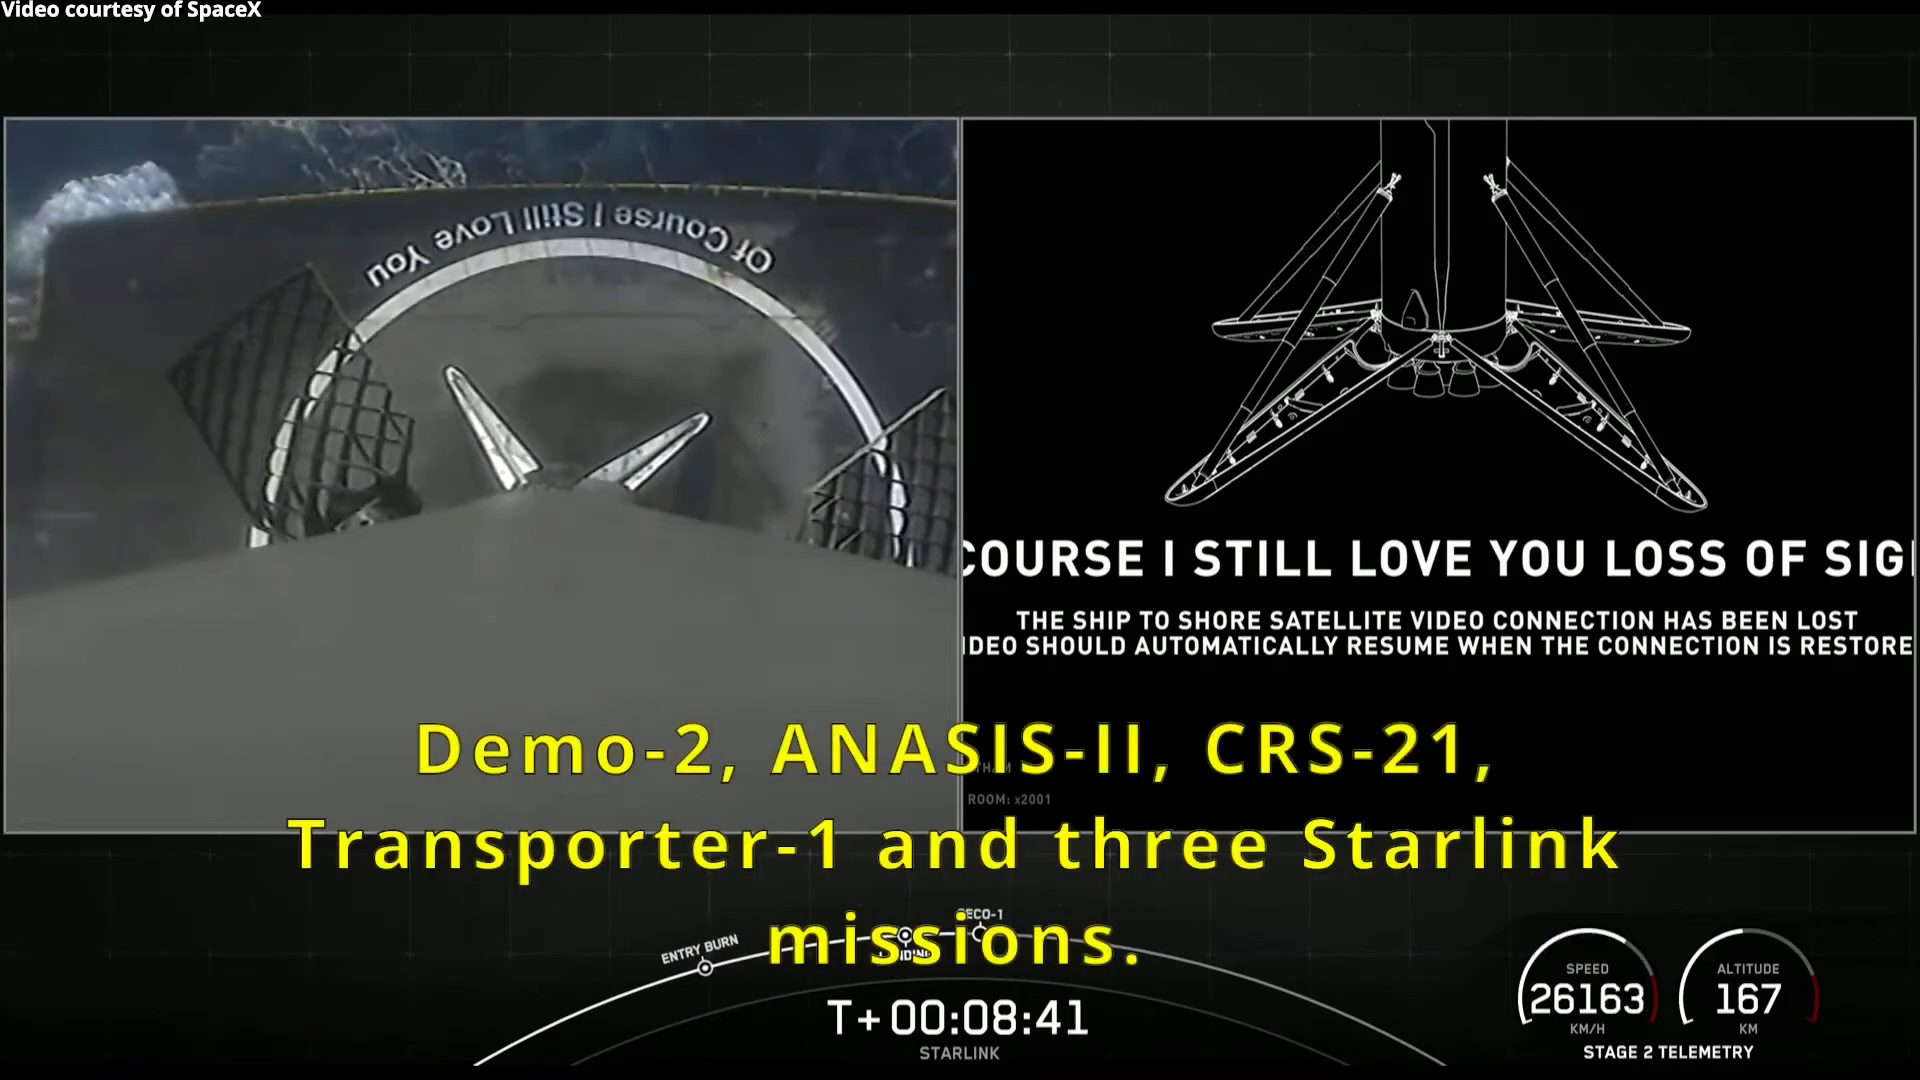 Video courtesy of SpaceX
Of Course I Still Love You
COURSE I STILL LOVE YOU LOSS OF SIG
THE SHIP TO SHORE SATELLITE VIDEO CONNECTION HAS BEEN LOST
IDEO SHOULD AUTOMATICALLY RESUME WHEN THE CONNECTION IS RESTORE
Demo-2, ANASIS-II, CRS-21,
ROOM: x2001
Transporter-1 and three Starlink
missions.
ENTRY BURN
SECO-1
T+00:08:41
STARLINK
SPEED
26163
KM/H
ALTITUDE
167
KM
STAGE 2 TELEMETRY